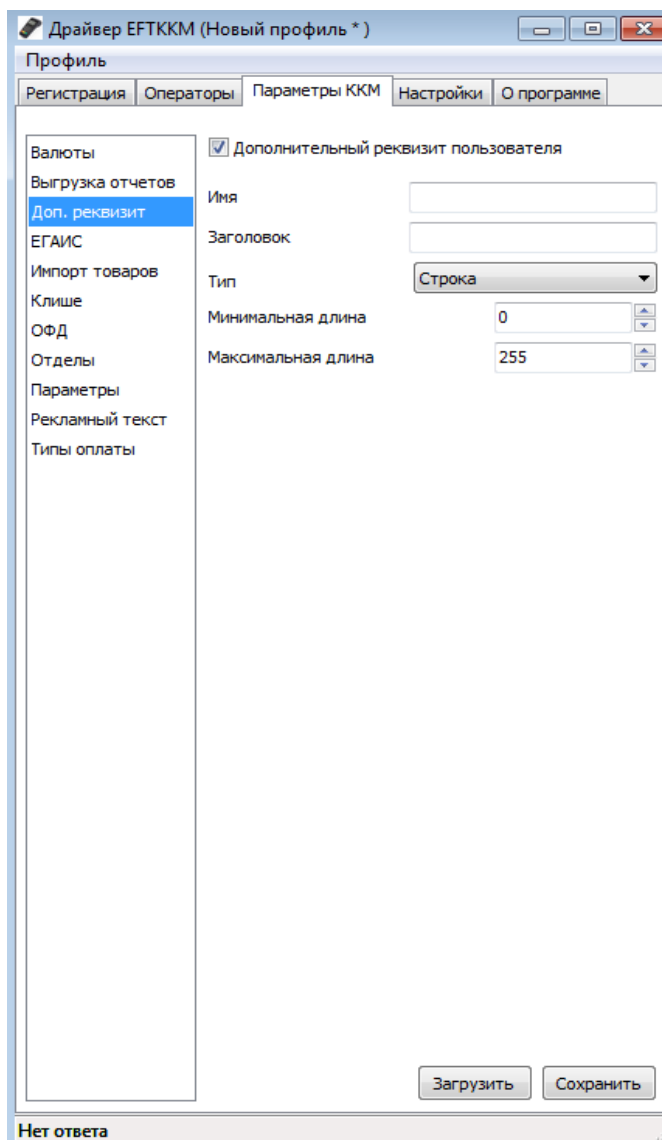 Драйвер EFTKKM (Новый профиль * )
Профиль
Регистрация Операторы Параметры ККМ Настройки О программе
Валюты
Выгрузка отчетов
Доп. реквизит
ЕГАИС
Импорт товаров
Клише
ОФД
Отделы
Параметры
Рекламный текст
Типы оплаты
Дополнительный реквизит пользователя
Имя
Заголовок
Тип Строка
Минимальная длина 0
Максимальная длина 255
Загрузить Сохранить
Нет ответа